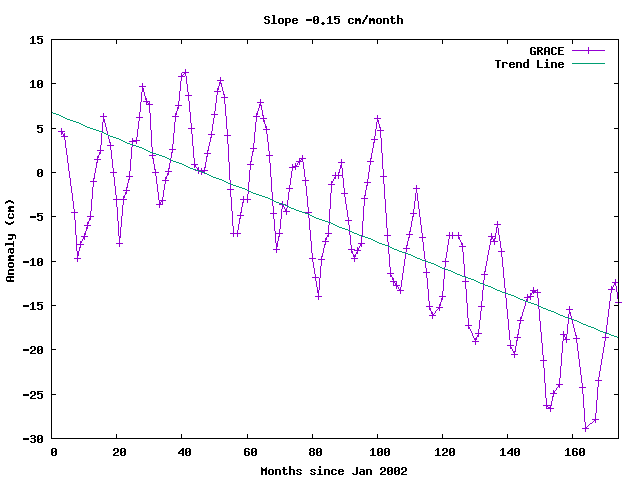 Slope -0.15 cm/month
GRACE
Trend Line
15
10
5
0
-5
-10
-15
-20
-25
-30
Anomaly (cm)
0 20 40 60 80 100 120 140 160
Months since Jan 2002